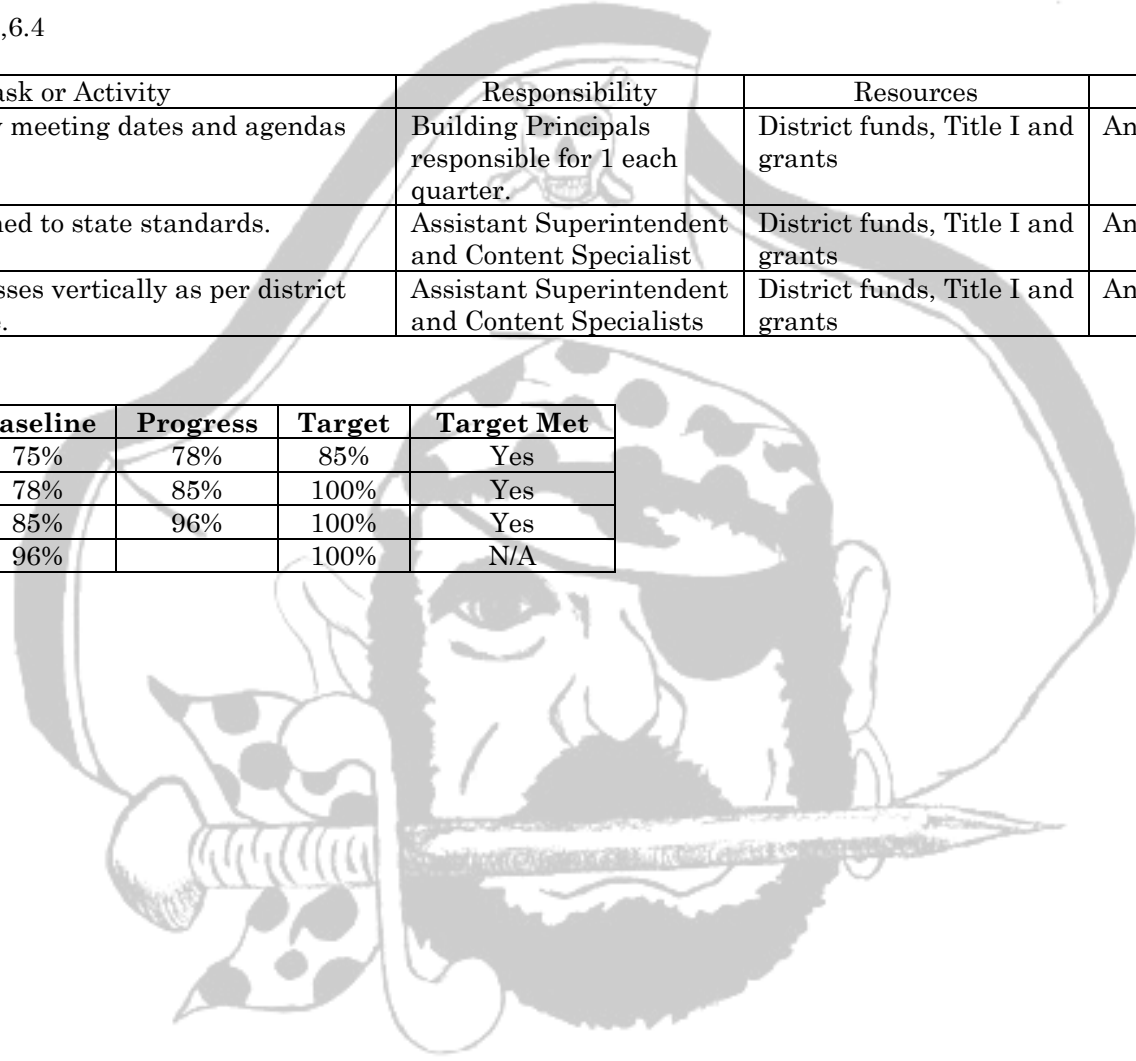 ,6.4
ask or Activity Responsibility Resources
meeting dates and agendas Building Principals District funds, Title I and An
responsible for 1 each grants
quarter.
ned to state standards. Assistant Superintendent District funds, Title I and An
and Content Specialist grants
sses vertically as per district Assistant Superintendent District funds, Title I and An
. and Content Specialists grants
aseline Progress Target Target Met
75% 78% 85% Yes
78% 85% 100% Yes
85% 96% 100% Yes
96% 100% N/A